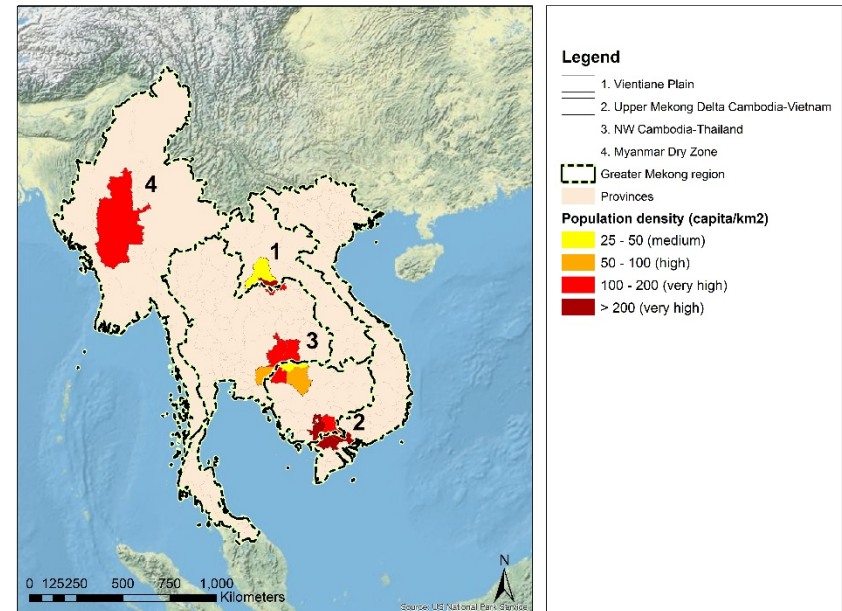 4
1
3
2
0 125250 500 750 1,000
Kilometers
N
Source: US National Park Service
Legend
1. Vientiane Plain
2. Upper Mekong Delta Cambodia-Vietnam
3. NW Cambodia-Thailand
4. Myanmar Dry Zone
Greater Mekong region
Provinces
Population density (capita/km2)
25 - 50 (medium)
50 - 100 (high)
100 - 200 (very high)
> 200 (very high)